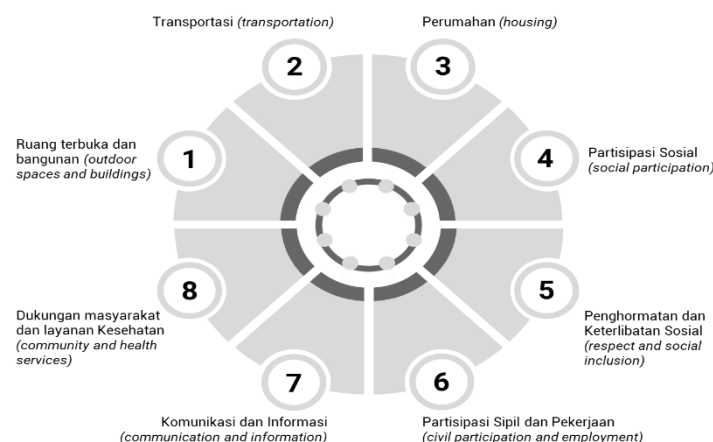 Transportasi (transportation)
2
Perumahan (housing)
3
Ruang terbuka dan
bangunan (outdoor
spaces and buildings)
1
4
Partisipasi Sosial
(social participation)
8
Dukungan masyarakat
dan layanan Kesehatan
(community and health
services)
5
Penghormatan dan
Keterlibatan Sosial
(respect and social
inclusion)
7
Komunikasi dan Informasi
(communication and information)
6
Partisipasi Sipil dan Pekerjaan
(civil participation and employment)